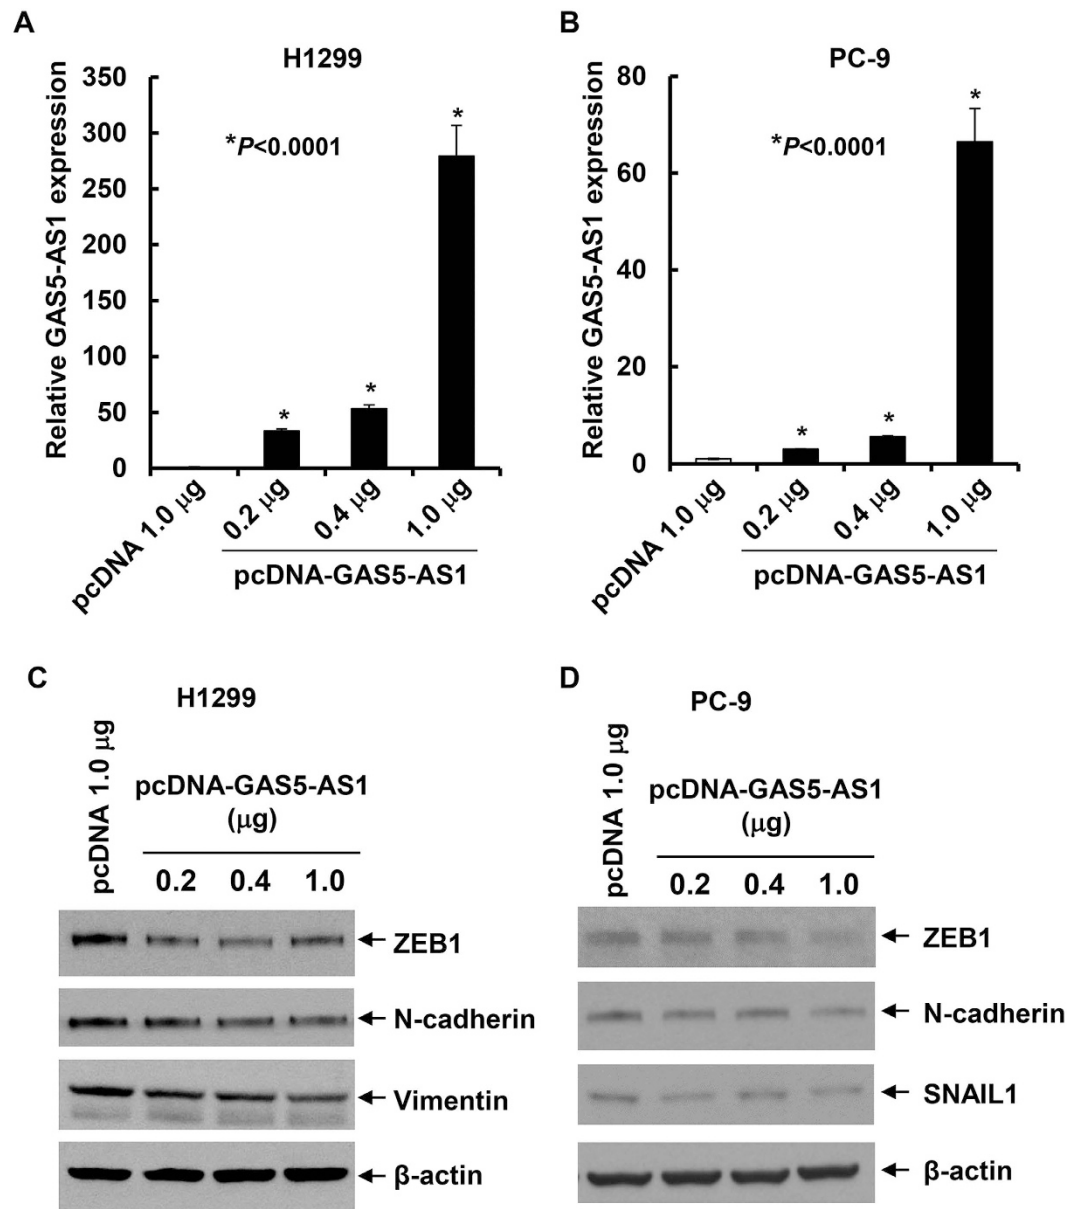 A
H1299
Relative GAS5-AS1 expression
350
300
250
200
150
100
50
0
*P<0.0001
*
*
*
pcDNA 1.0 μg
0.2 μg
0.4 μg
1.0 μg
pcDNA-GAS5-AS1
B
PC-9
Relative GAS5-AS1 expression
80
60
40
20
0
*P<0.0001
*
*
*
pcDNA 1.0 μg
0.2 μg
0.4 μg
1.0 μg
pcDNA-GAS5-AS1
C
H1299
pcDNA 1.0 μg
pcDNA-GAS5-AS1
(μg)
0.2 0.4 1.0
ZEB1
N-cadherin
Vimentin
β-actin
D
PC-9
pcDNA 1.0 μg
pcDNA-GAS5-AS1
(μg)
0.2 0.4 1.0
ZEB1
N-cadherin
SNAIL1
β-actin